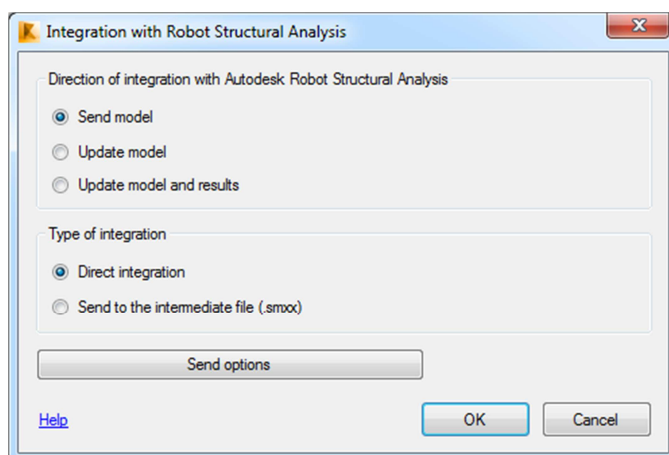 Integration with Robot Structural Analysis
Direction of integration with Autodesk Robot Structural Analysis
Send model
Update model
Update model and results
Type of integration
Direct integration
Send to the intermediate file (.smxx)
Send options
Help
OK
Cancel